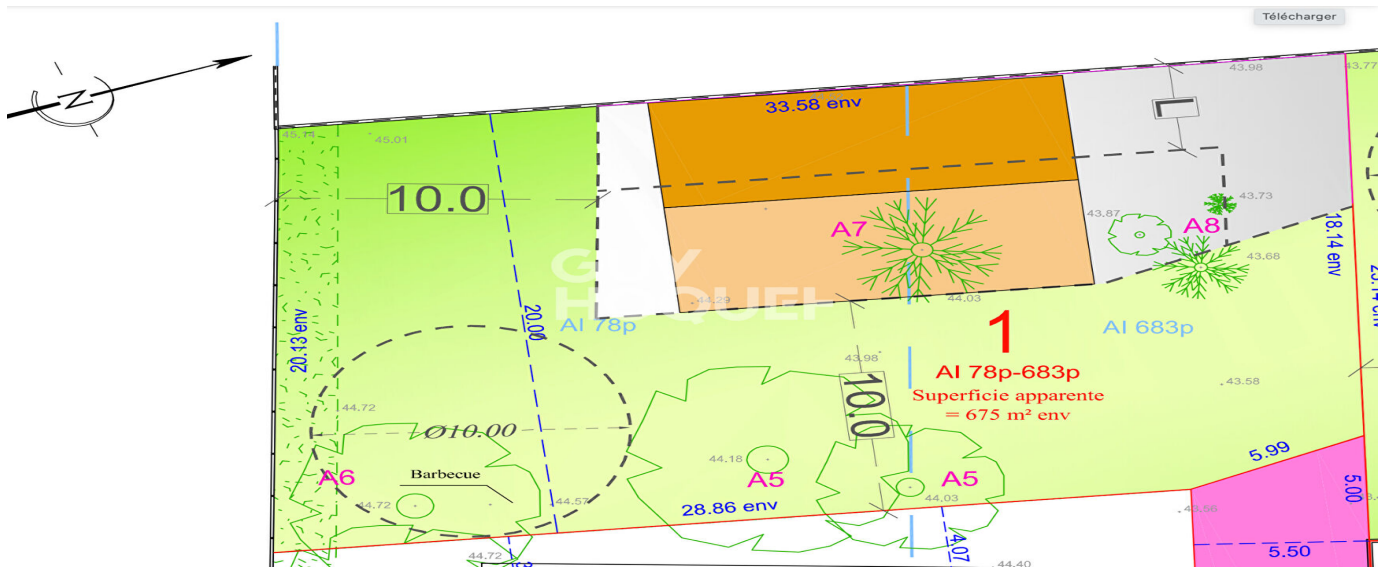 Télécharger
N
43.98
43.77
33.58 env
L
45.14
45.01
10.0
43.73
43.87
A7
A8
18.14 env
43.68
44.29
44.03
20.13 env
20.00
GUY
HOQUET
AI 78p
1
AI 683p
43.98
AI 78p-683p
43.58
10.0
Superficie apparente
= 675 m² env
44.72
Ø10.00
5.99
44.18
A6
Barbecue
A5
A5
5.00
44.72
44.57
28.86 env
44.03
43.56
4.07
5.50
44.72
44.40